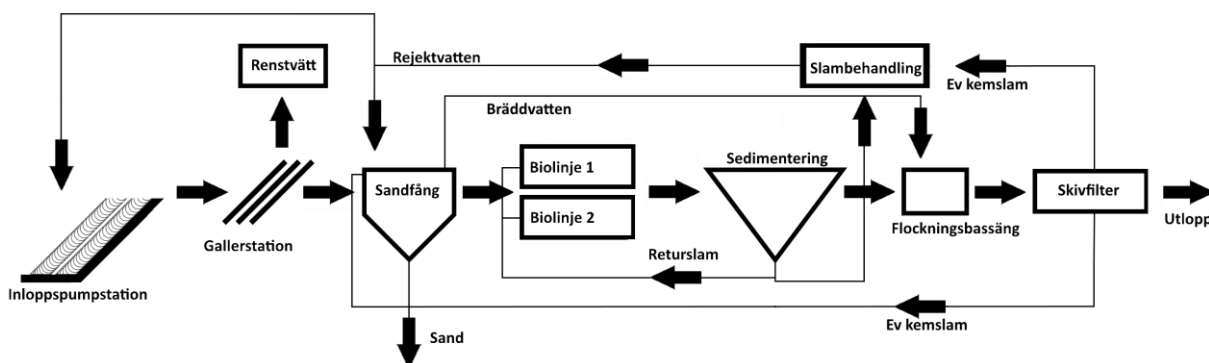 Renstvätt
Rejektvatten
Slambehandling
Ev kemslam
Bräddvatten
Biolinje 1
Sedimentering
Sandfång
Skivfilter
Biolinje 2
Utlopp
Flockningsbassäng
Gallerstation
Returslam
Inloppspumpstation
Ev kemslam
Sand